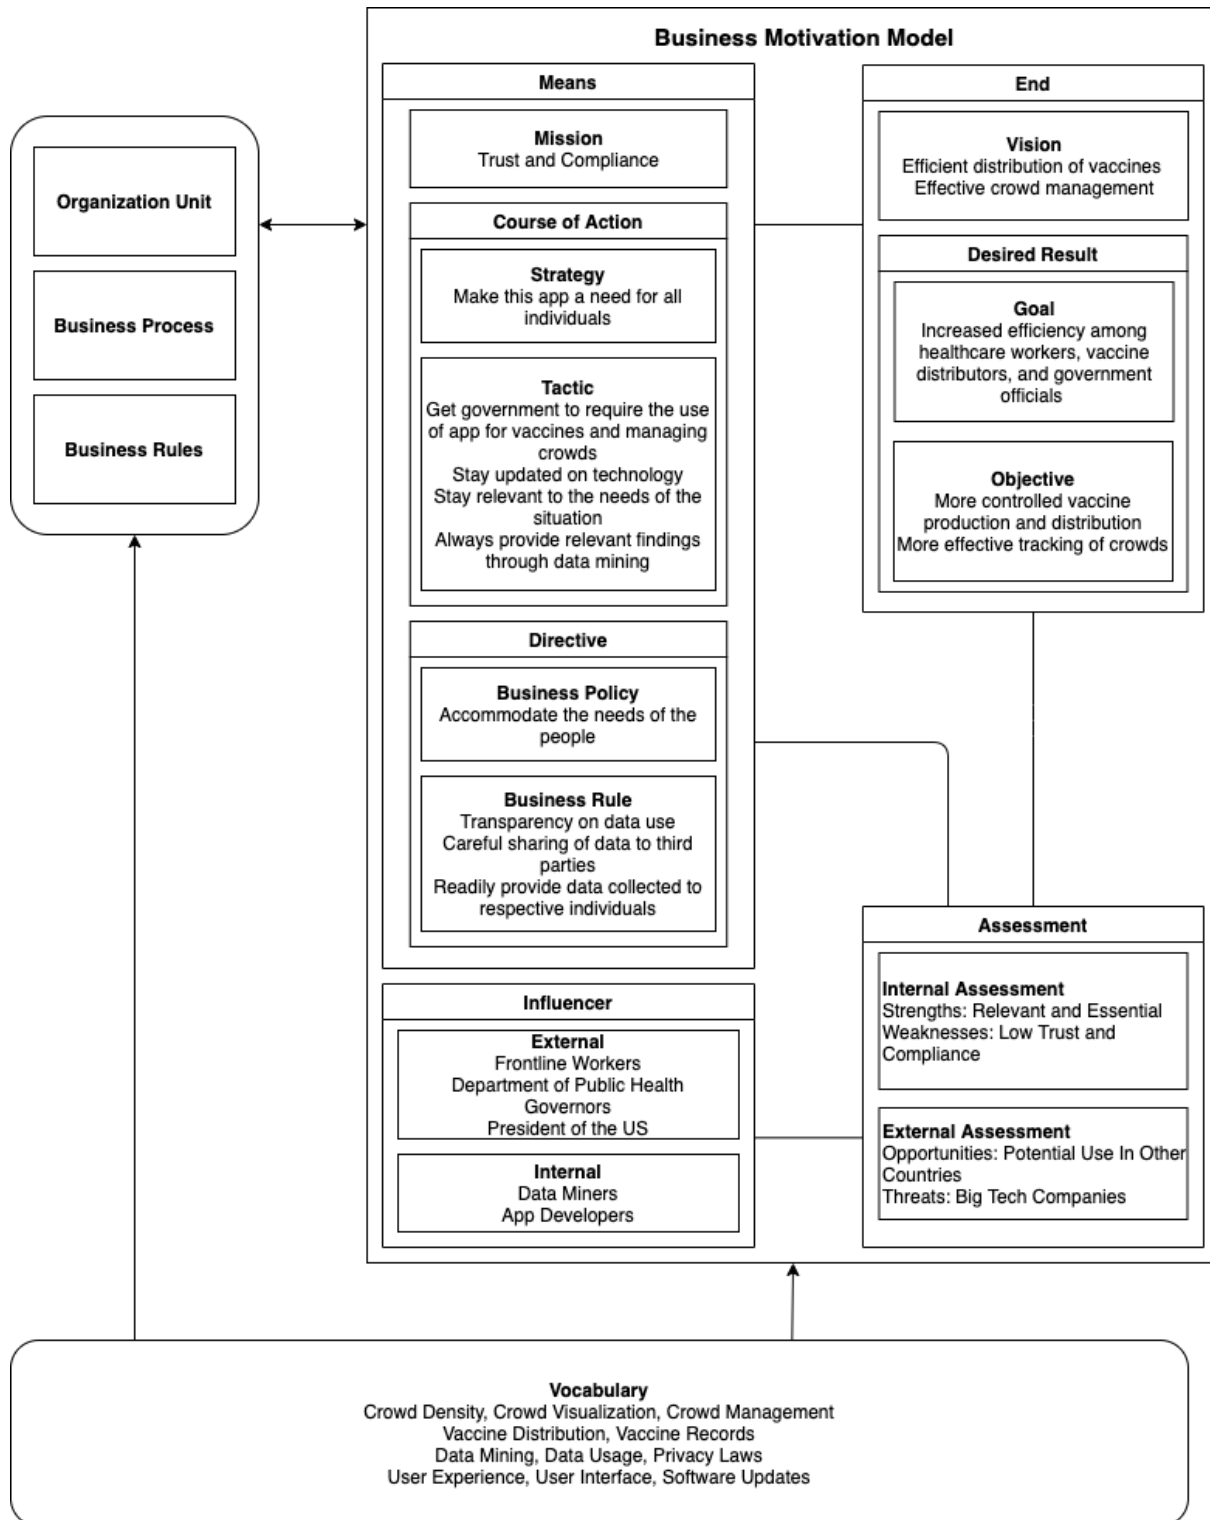 Business Motivation Model
Organization Unit
Business Process
Business Rules
Means
Mission
Trust and Compliance
Course of Action
Strategy
Make this app a need for all
individuals
Tactic
Get government to require the use
of app for vaccines and managing
crowds
Stay updated on technology
Stay relevant to the needs of the
situation
Always provide relevant findings
through data mining
Directive
Business Policy
Accommodate the needs of the
people
Business Rule
Transparency on data use
Careful sharing of data to third
parties
Readily provide data collected to
respective individuals
Influencer
External
Frontline Workers
Department of Public Health
Governors
President of the US
Internal
Data Miners
App Developers
End
Vision
Efficient distribution of vaccines
Effective crowd management
Desired Result
Goal
Increased efficiency among
healthcare workers, vaccine
distributors, and government
officials
Objective
More controlled vaccine
production and distribution
More effective tracking of crowds
Assessment
Internal Assessment
Strengths: Relevant and Essential
Weaknesses: Low Trust and
Compliance
External Assessment
Opportunities: Potential Use In Other
Countries
Threats: Big Tech Companies
Vocabulary
Crowd Density, Crowd Visualization, Crowd Management
Vaccine Distribution, Vaccine Records
Data Mining, Data Usage, Privacy Laws
User Experience, User Interface, Software Updates